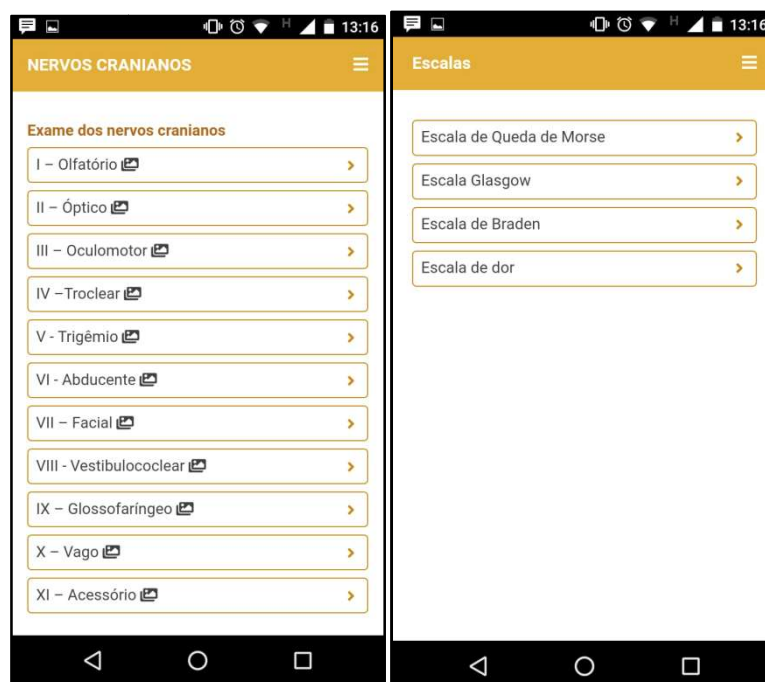 H 13:16
NERVOS CRANIANOS
Exame dos nervos cranianos
I – Olfatório
II – Óptico
III – Oculomotor
IV –Troclear
V - Trigêmio
VI - Abducente
VII – Facial
VIII - Vestibulococlear
IX – Glossofaríngeo
X – Vago
XI – Acessório
H 13:16
Escalas
Escala de Queda de Morse
Escala Glasgow
Escala de Braden
Escala de dor